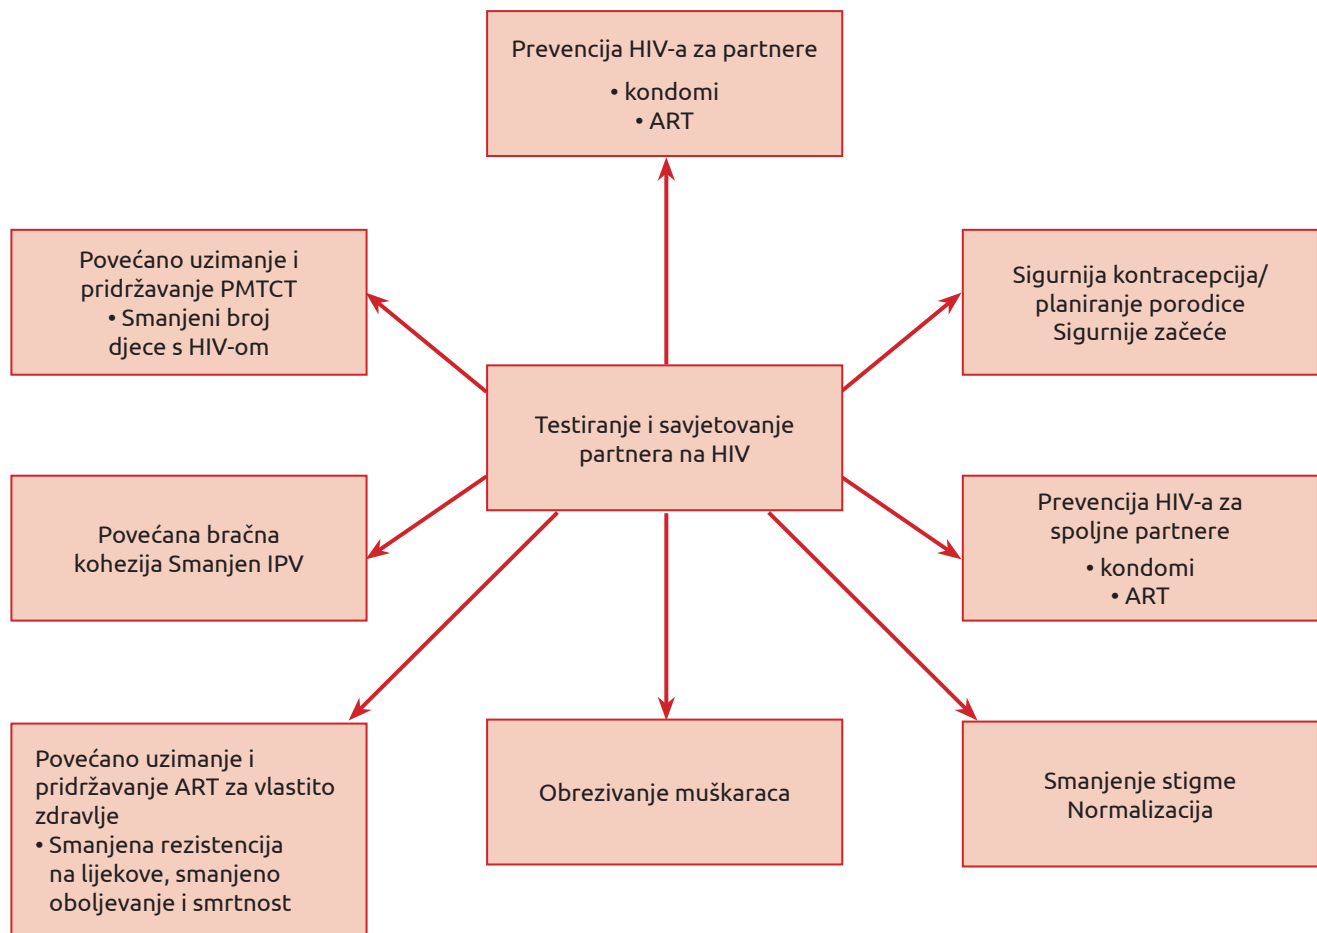 Prevencija HIV-a za partnere
• kondomi
• ART
Povećano uzimanje i
pridržavanje PMTCT
• Smanjeni broj
djece s HIV-om
Sigurnija kontracepcija/
planiranje porodice
Sigurnije začeće
Testiranje i savjetovanje
partnera na HIV
Povećana bračna
kohezija Smanjen IPV
Prevencija HIV-a za
spoljne partnere
• kondomi
• ART
Povećano uzimanje i
pridržavanje ART za vlastito
zdravlje
• Smanjena rezistencija
na lijekove, smanjeno
oboljevanje i smrtnost
Obrezivanje muškaraca
Smanjenje stigme
Normalizacija